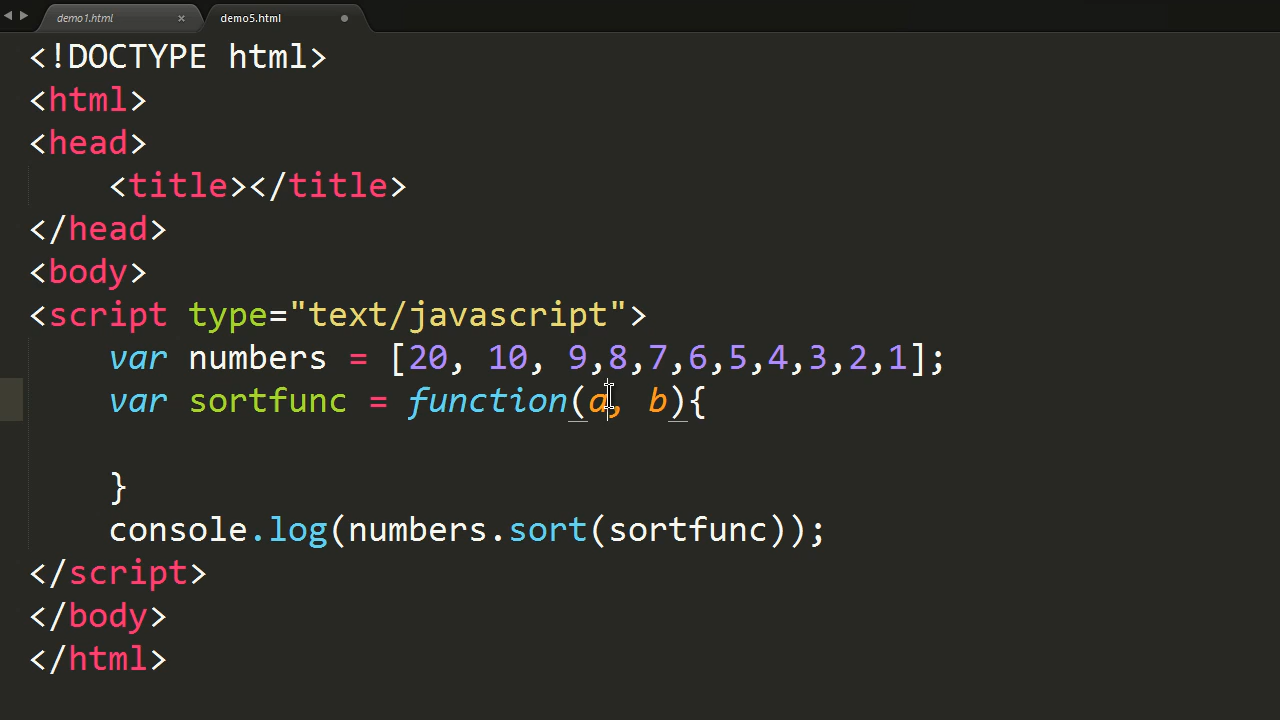 demo1.html × demo5.html
<!DOCTYPE html>
<html>
<head>
    <title></title>
</head>
<body>
<script type="text/javascript">
    var numbers = [20, 10, 9,8,7,6,5,4,3,2,1];
    var sortfunc = function(a, b){
    }
    console.log(numbers.sort(sortfunc));
</script>
</body>
</html>